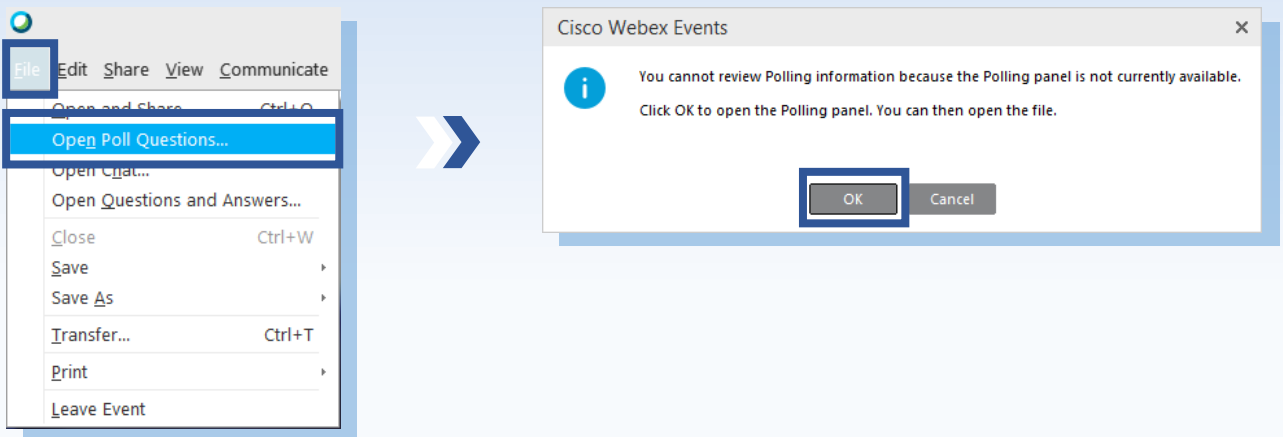 File Edit Share View Communicate
Open and Share... Ctrl+O
Open Poll Questions...
Open Chat...
Open Questions and Answers...
Close Ctrl+W
Save
Save As
Transfer... Ctrl+T
Print
Leave Event
Cisco Webex Events
You cannot review Polling information because the Polling panel is not currently available.
Click OK to open the Polling panel. You can then open the file.
OK Cancel